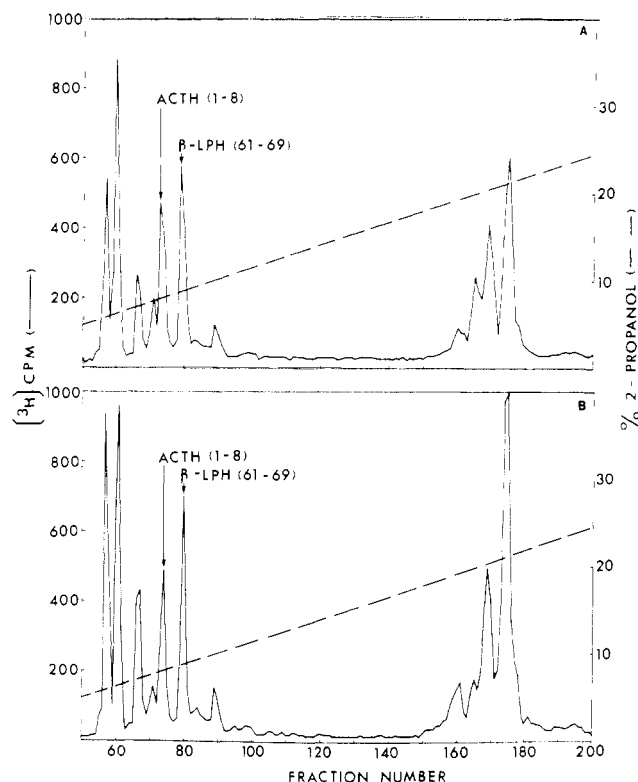 A
1000
800
600
400
200
30
20
10
ACTH (1-8)
β-LPH (61-69)
[³H] CPM (———)
% 2-PROPANOL (— —)
B
1000
800
600
400
200
30
20
10
ACTH (1-8)
β-LPH (61-69)
60 80 100 120 140 160 180 200
FRACTION NUMBER